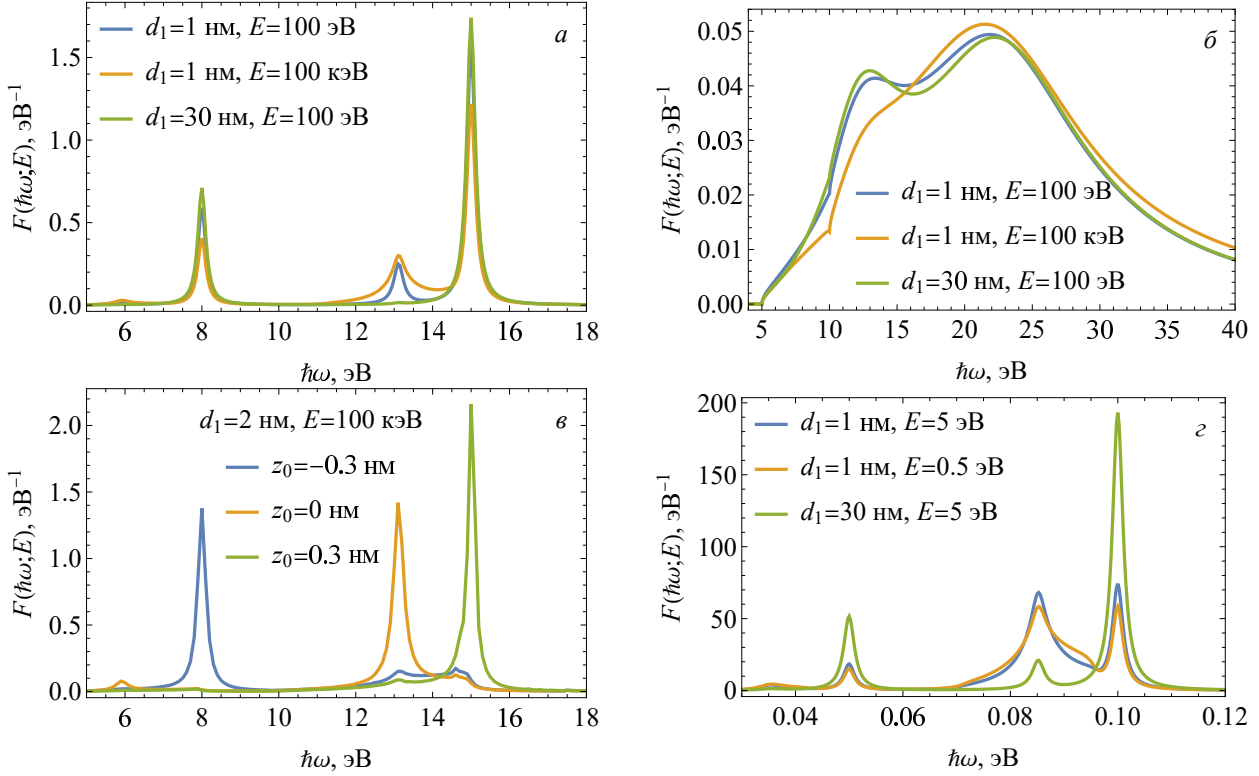 а
d₁=1 нм, E=100 эВ
d₁=1 нм, E=100 кэВ
d₁=30 нм, E=100 эВ
F(ħω;E), эВ⁻¹
1.5
1.0
0.5
0.0
6 8 10 12 14 16 18
ħω, эВ
б
d₁=1 нм, E=100 эВ
d₁=1 нм, E=100 кэВ
d₁=30 нм, E=100 эВ
F(ħω;E), эВ⁻¹
0.05
0.04
0.03
0.02
0.01
0.00
5 10 15 20 25 30 35 40
ħω, эВ
в
d₁=2 нм, E=100 кэВ
z₀=−0.3 нм
z₀=0 нм
z₀=0.3 нм
F(ħω;E), эВ⁻¹
2.0
1.5
1.0
0.5
0.0
6 8 10 12 14 16 18
ħω, эВ
г
d₁=1 нм, E=5 эВ
d₁=1 нм, E=0.5 эВ
d₁=30 нм, E=5 эВ
F(ħω;E), эВ⁻¹
200
150
100
50
0
0.04 0.06 0.08 0.10 0.12
ħω, эВ